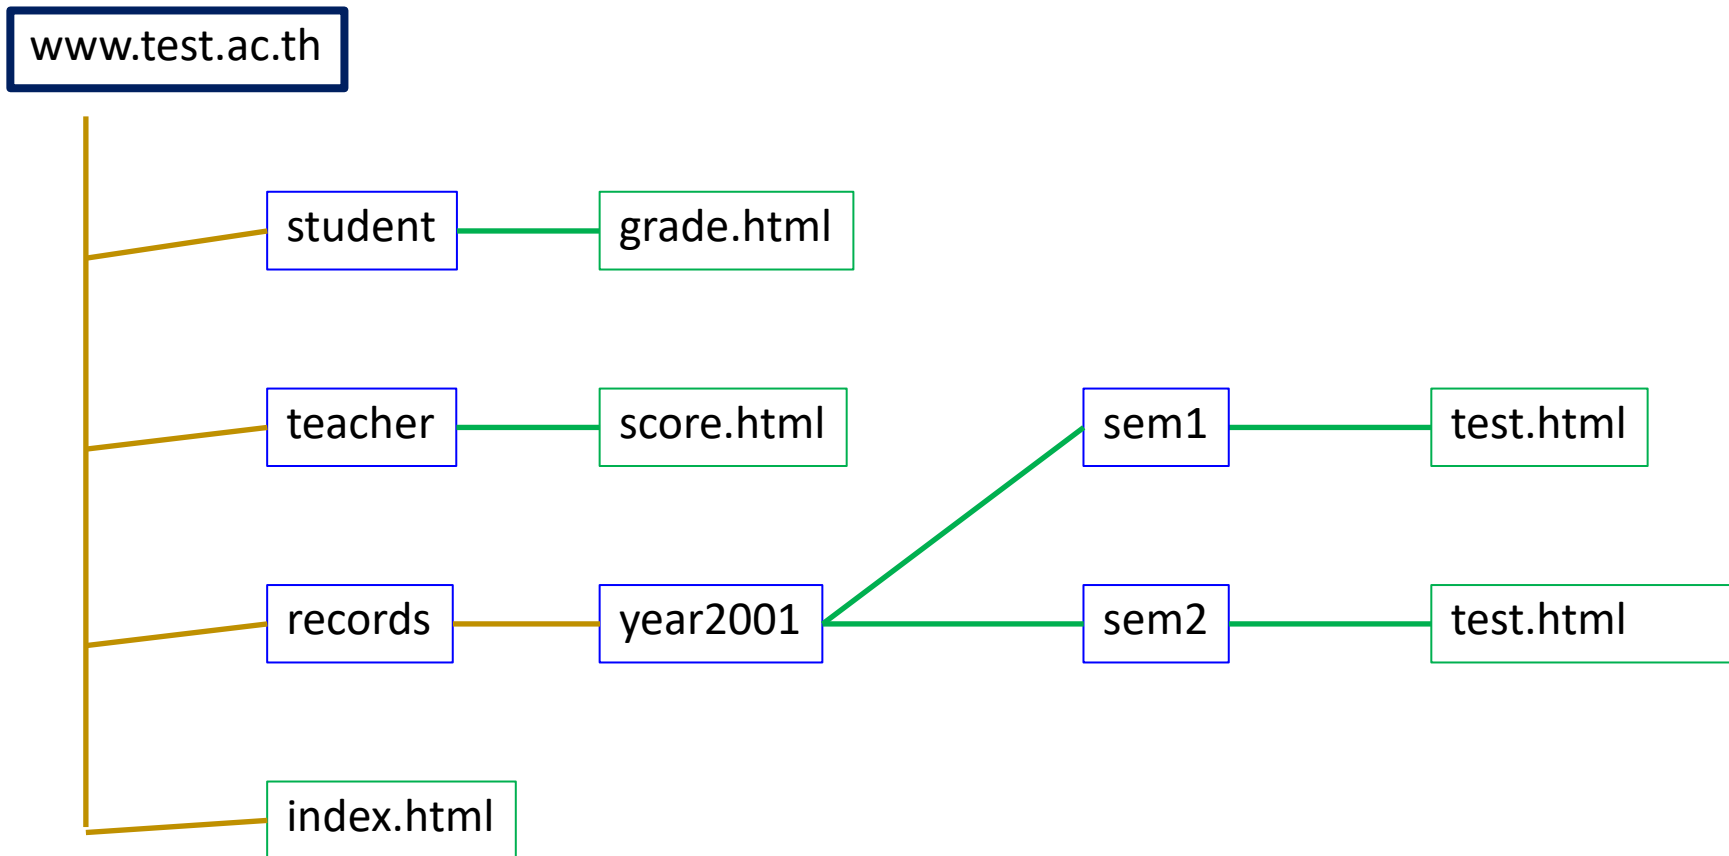 www.test.ac.th
student
grade.html
teacher
score.html
sem1
test.html
records
year2001
sem2
test.html
index.html